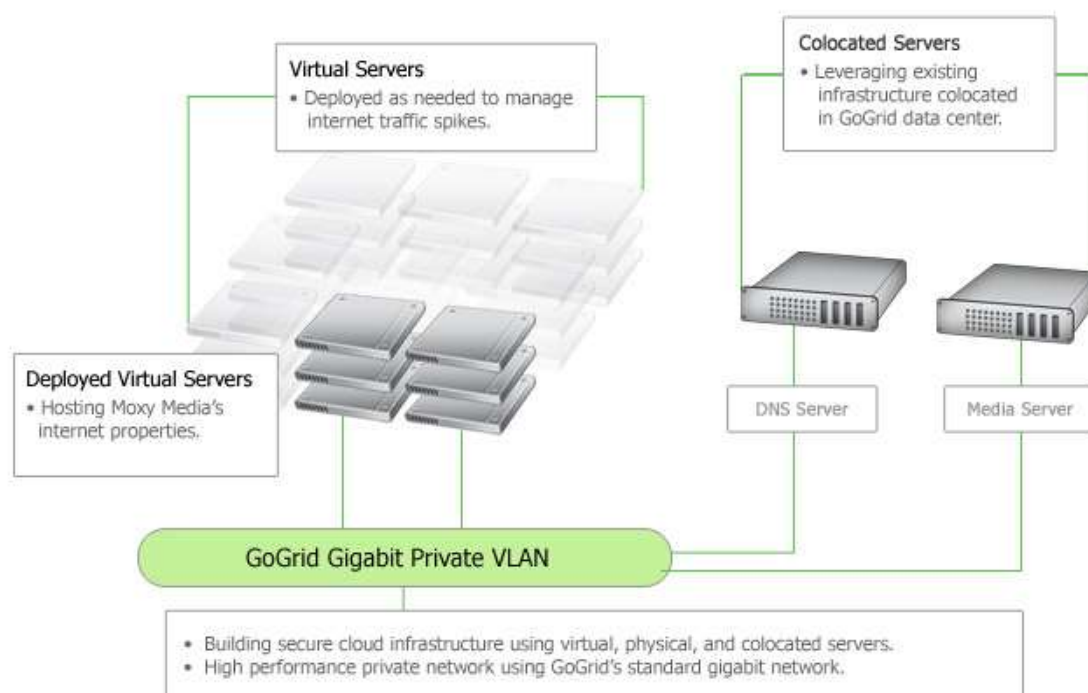 Virtual Servers
• Deployed as needed to manage
internet traffic spikes.
Colocated Servers
• Leveraging existing
infrastructure colocated
in GoGrid data center.
Deployed Virtual Servers
• Hosting Moxy Media's
internet properties.
DNS Server
Media Server
GoGrid Gigabit Private VLAN
• Building secure cloud infrastructure using virtual, physical, and colocated servers.
• High performance private network using GoGrid's standard gigabit network.